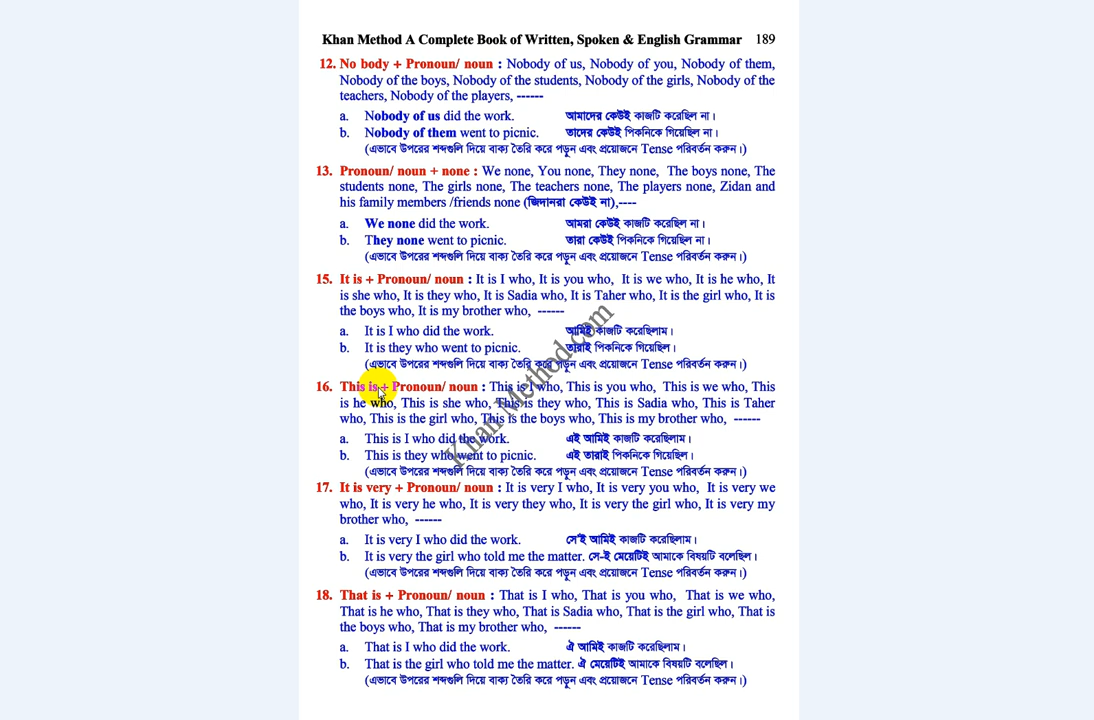 Khan Method A Complete Book of Written, Spoken & English Grammar 189
12. No body + Pronoun/ noun : Nobody of us, Nobody of you, Nobody of them,
Nobody of the boys, Nobody of the students, Nobody of the girls, Nobody of the
teachers, Nobody of the players, ------
a. Nobody of us did the work. আমাদের কেউই কাজটি করেছিল না।
b. Nobody of them went to picnic. তাদের কেউই পিকনিকে গিয়েছিল না।
(এভাবে উপরের শব্দগুলি দিয়ে বাক্য তৈরি করে পড়ুন এবং প্রয়োজনে Tense পরিবর্তন করুন।)
13. Pronoun/ noun + none : We none, You none, They none, The boys none, The
students none, The girls none, The teachers none, The players none, Zidan and
his family members /friends none (জিদানরা কেউই না),----
a. We none did the work. আমরা কেউই কাজটি করেছিল না।
b. They none went to picnic. তারা কেউই পিকনিকে গিয়েছিল না।
(এভাবে উপরের শব্দগুলি দিয়ে বাক্য তৈরি করে পড়ুন এবং প্রয়োজনে Tense পরিবর্তন করুন।)
15. It is + Pronoun/ noun : It is I who, It is you who, It is we who, It is he who, It
is she who, It is they who, It is Sadia who, It is Taher who, It is the girl who, It is
the boys who, It is my brother who, ------
a. It is I who did the work. আমিই কাজটি করেছিলাম।
b. It is they who went to picnic. তারাই পিকনিকে গিয়েছিল।
(এভাবে উপরের শব্দগুলি দিয়ে বাক্য তৈরি করে পড়ুন এবং প্রয়োজনে Tense পরিবর্তন করুন।)
16. This is + Pronoun/ noun : This is I who, This is you who, This is we who, This
is he who, This is she who, This is they who, This is Sadia who, This is Taher
who, This is the girl who, This is the boys who, This is my brother who, ------
a. This is I who did the work. এই আমিই কাজটি করেছিলাম।
b. This is they who went to picnic. এই তারাই পিকনিকে গিয়েছিল।
(এভাবে উপরের শব্দগুলি দিয়ে বাক্য তৈরি করে পড়ুন এবং প্রয়োজনে Tense পরিবর্তন করুন।)
17. It is very + Pronoun/ noun : It is very I who, It is very you who, It is very we
who, It is very he who, It is very they who, It is very the girl who, It is very my
brother who, ------
a. It is very I who did the work. সে'ই আমিই কাজটি করেছিলাম।
b. It is very the girl who told me the matter. সে-ই মেয়েটিই আমাকে বিষয়টি বলেছিল।
(এভাবে উপরের শব্দগুলি দিয়ে বাক্য তৈরি করে পড়ুন এবং প্রয়োজনে Tense পরিবর্তন করুন।)
18. That is + Pronoun/ noun : That is I who, That is you who, That is we who,
That is he who, That is they who, That is Sadia who, That is the girl who, That is
the boys who, That is my brother who, ------
a. That is I who did the work. ঐ আমিই কাজটি করেছিলাম।
b. That is the girl who told me the matter. ঐ মেয়েটিই আমাকে বিষয়টি বলেছিল।
(এভাবে উপরের শব্দগুলি দিয়ে বাক্য তৈরি করে পড়ুন এবং প্রয়োজনে Tense পরিবর্তন করুন।)
Khan Method.com